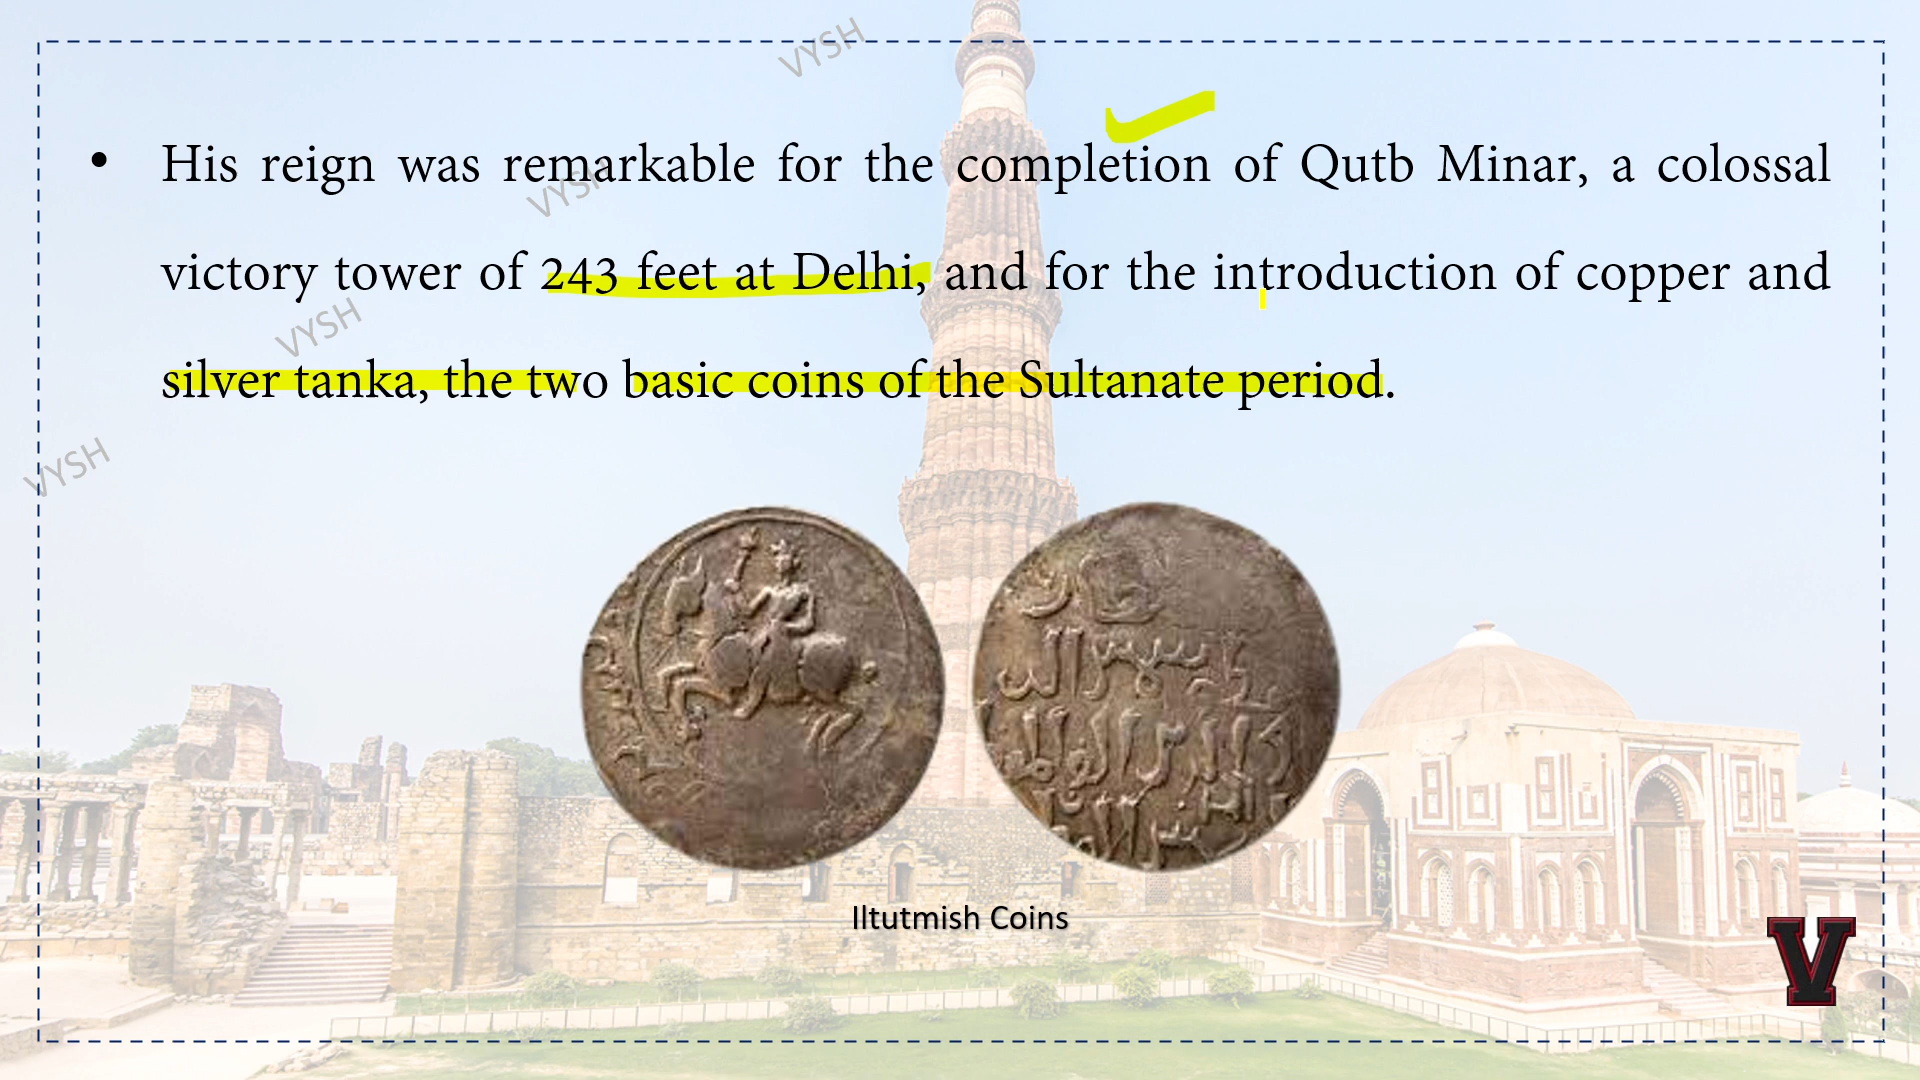 VYSH
• His reign was remarkable for the completion of Qutb Minar, a colossal
VYSH
victory tower of 243 feet at Delhi, and for the introduction of copper and
VYSH
silver tanka, the two basic coins of the Sultanate period.
VYSH
Iltutmish Coins
V